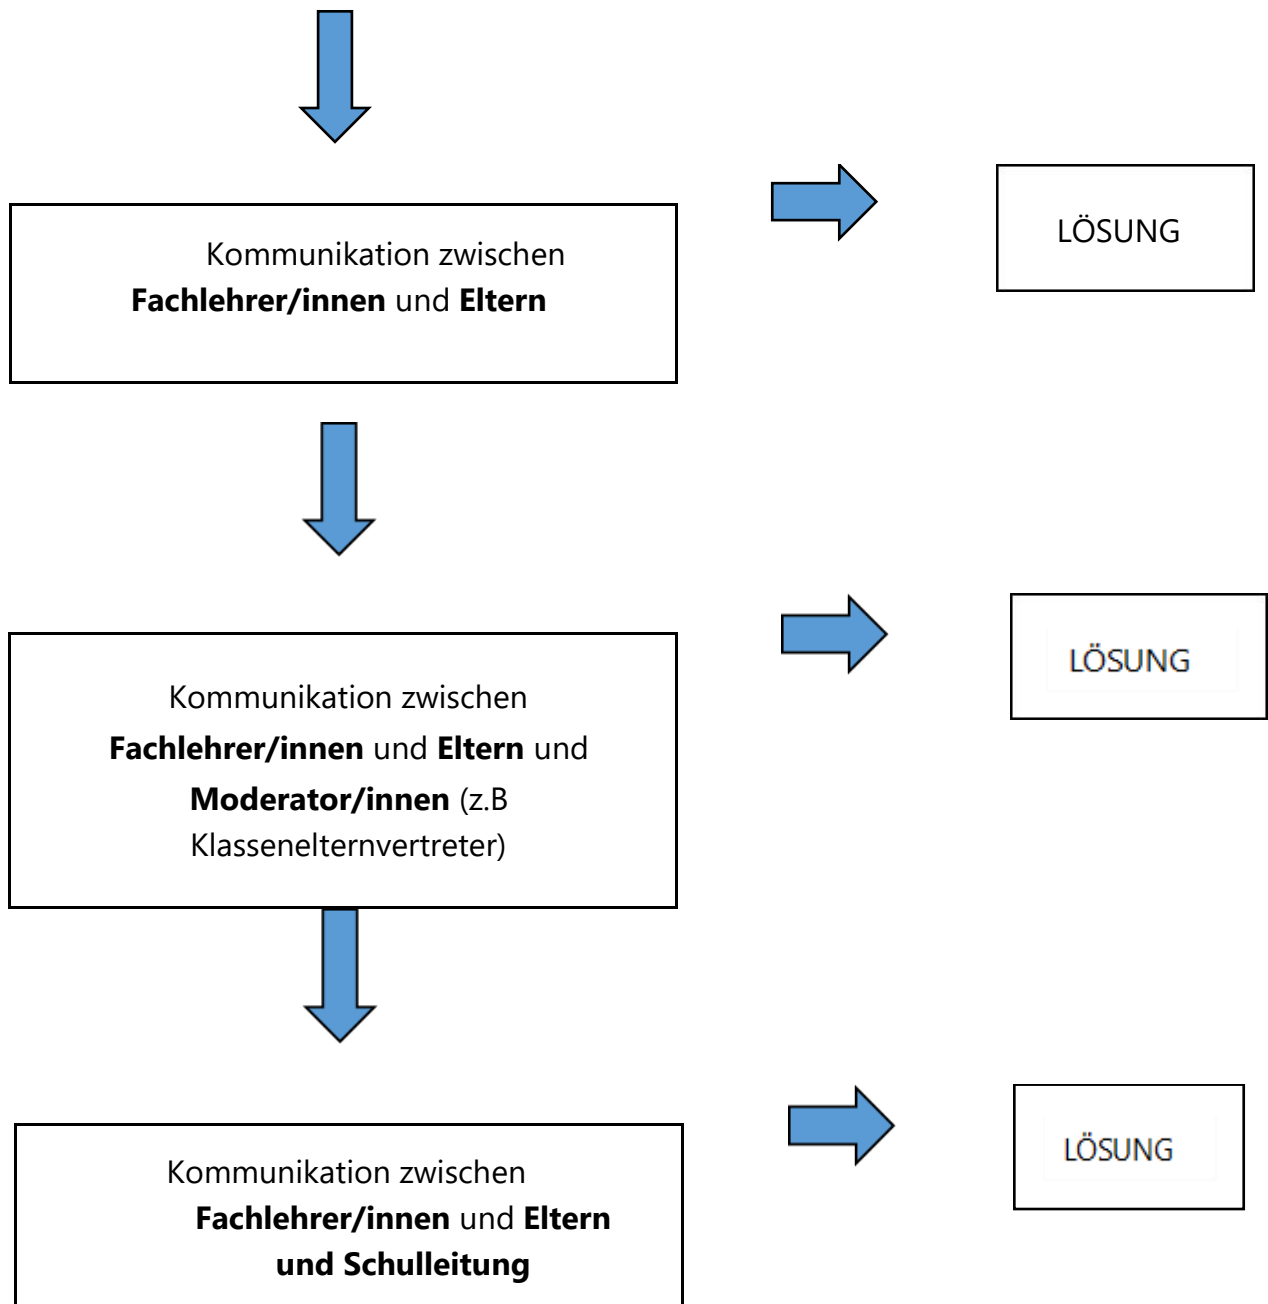 Kommunikation zwischen
Fachlehrer/innen und Eltern
LÖSUNG
Kommunikation zwischen
Fachlehrer/innen und Eltern und
Moderator/innen (z.B
Klassenelternvertreter)
LÖSUNG
Kommunikation zwischen
Fachlehrer/innen und Eltern
und Schulleitung
LÖSUNG